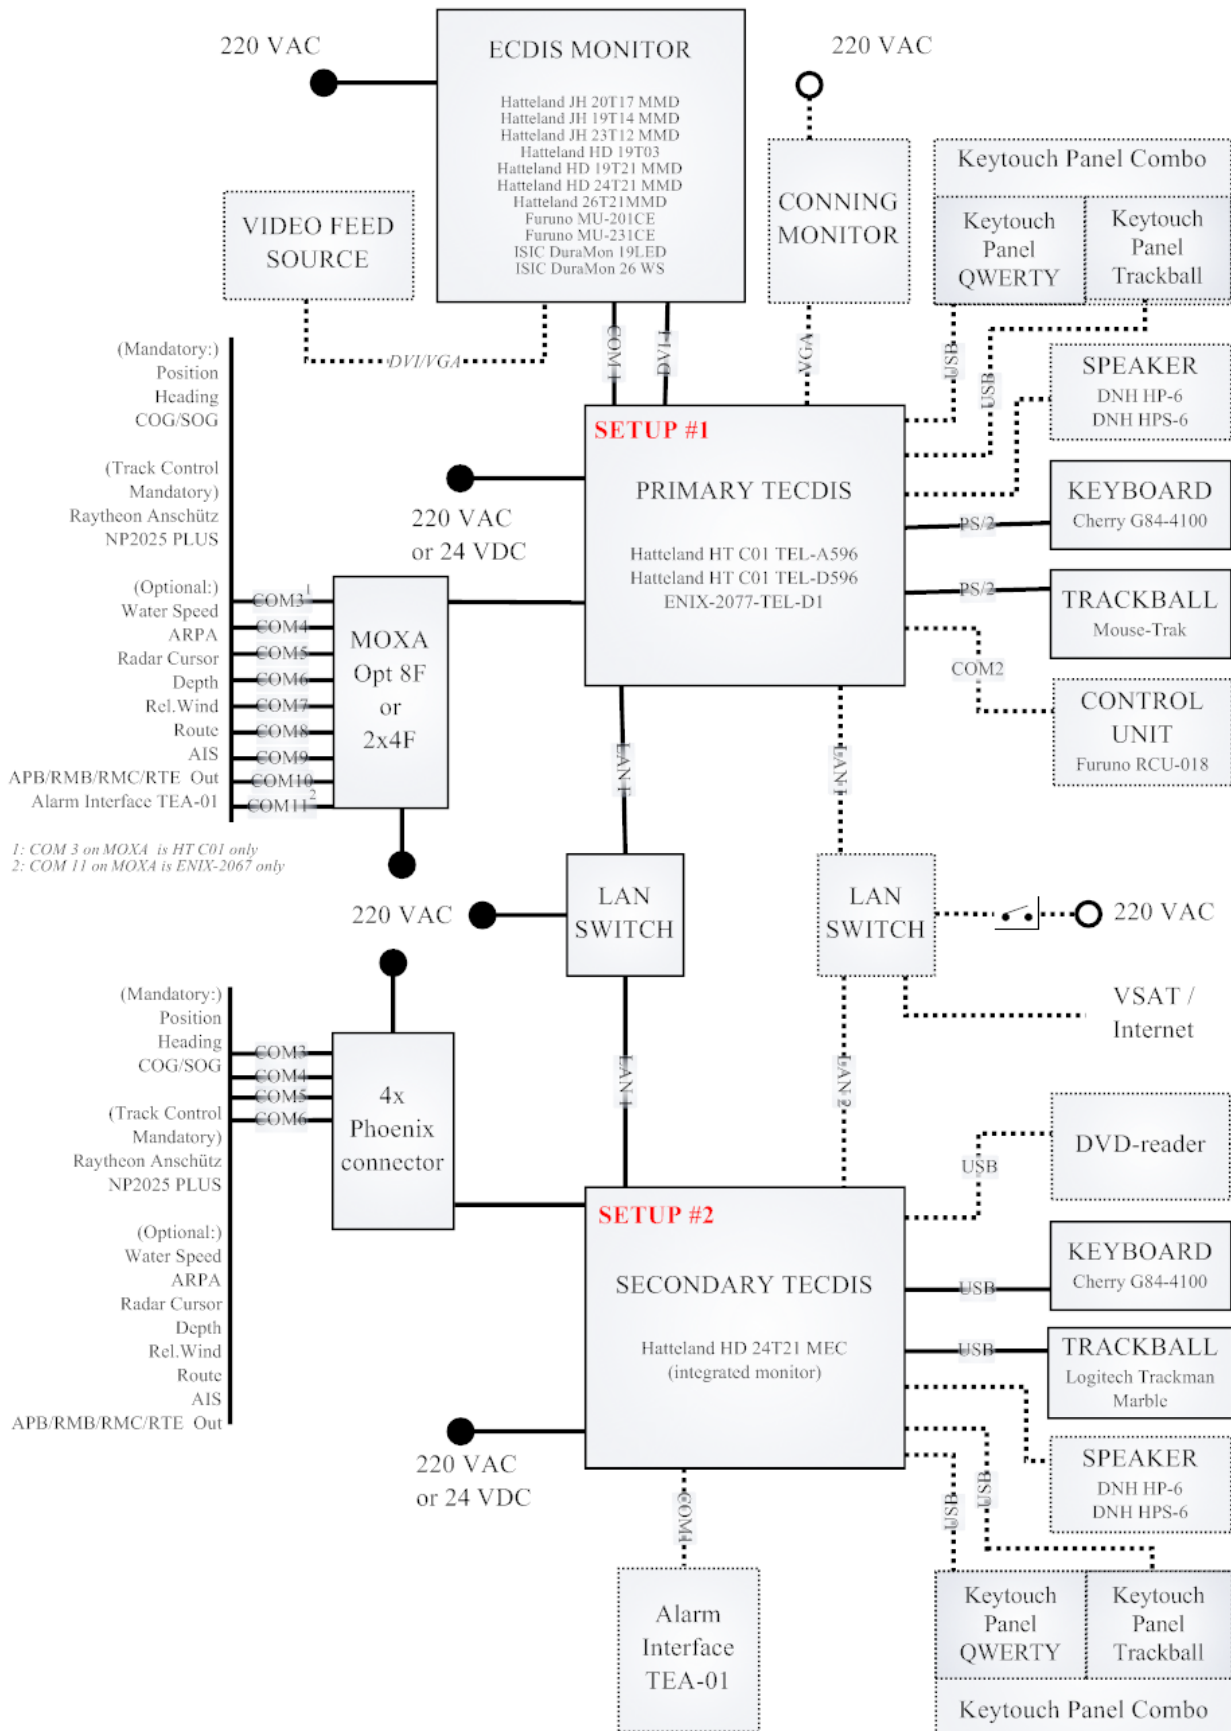 220 VAC
ECDIS MONITOR
Hatteland JH 20T17 MMD
Hatteland JH 19T14 MMD
Hatteland JH 23T12 MMD
Hatteland HD 19T03
Hatteland HD 19T21 MMD
Hatteland HD 24T21 MMD
Hatteland 26T21MMD
Furuno MU-201CE
Furuno MU-231CE
ISIC DuraMon 19LED
ISIC DuraMon 26 WS
220 VAC
CONNING
MONITOR
Keytouch Panel Combo
Keytouch
Panel
QWERTY
Keytouch
Panel
Trackball
VIDEO FEED
SOURCE
DVI/VGA
COM 1
DVI-I
VGA
USB
USB
SPEAKER
DNH HP-6
DNH HPS-6
(Mandatory:)
Position
Heading
COG/SOG
(Track Control
Mandatory)
Raytheon Anschütz
NP2025 PLUS
(Optional:)
Water Speed
ARPA
Radar Cursor
Depth
Rel.Wind
Route
AIS
APB/RMB/RMC/RTE Out
Alarm Interface TEA-01
COM3 1
COM4
COM5
COM6
COM7
COM8
COM9
COM10
COM11 2
1: COM 3 on MOXA is HT C01 only
2: COM 11 on MOXA is ENIX-2067 only
MOXA
Opt 8F
or
2x4F
220 VAC
or 24 VDC
SETUP #1
PRIMARY TECDIS
Hatteland HT C01 TEL-A596
Hatteland HT C01 TEL-D596
ENIX-2077-TEL-D1
PS/2
KEYBOARD
Cherry G84-4100
PS/2
TRACKBALL
Mouse-Trak
COM2
CONTROL
UNIT
Furuno RCU-018
LAN 1
LAN 1
220 VAC
LAN
SWITCH
LAN
SWITCH
220 VAC
VSAT /
Internet
LAN 1
LAN 2
(Mandatory:)
Position
Heading
COG/SOG
(Track Control
Mandatory)
Raytheon Anschütz
NP2025 PLUS
(Optional:)
Water Speed
ARPA
Radar Cursor
Depth
Rel.Wind
Route
AIS
APB/RMB/RMC/RTE Out
COM3
COM4
COM5
COM6
4x
Phoenix
connector
SETUP #2
SECONDARY TECDIS
Hatteland HD 24T21 MEC
(integrated monitor)
220 VAC
or 24 VDC
USB
DVD-reader
USB
KEYBOARD
Cherry G84-4100
USB
TRACKBALL
Logitech Trackman
Marble
SPEAKER
DNH HP-6
DNH HPS-6
USB
USB
COM1
Alarm
Interface
TEA-01
Keytouch
Panel
QWERTY
Keytouch
Panel
Trackball
Keytouch Panel Combo